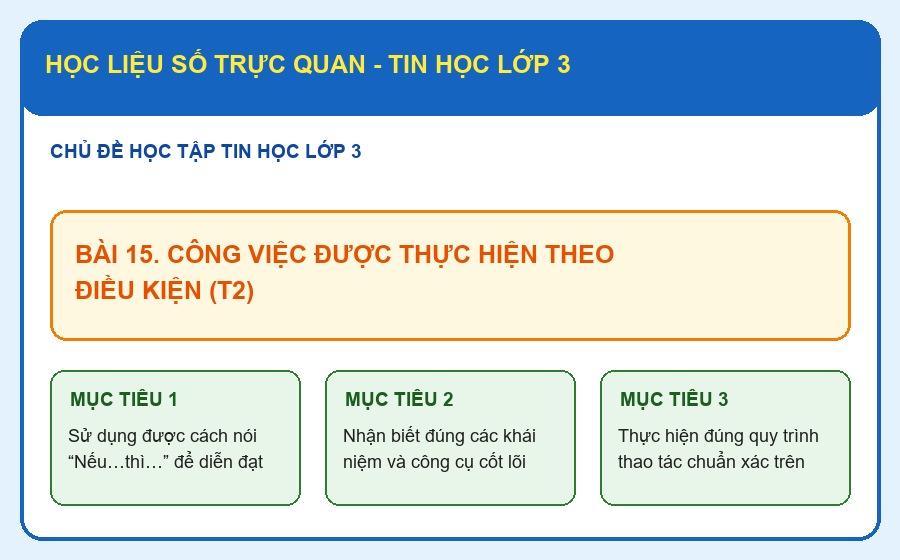 HỌC LIỆU SỐ TRỰC QUAN - TIN HỌC LỚP 3
CHỦ ĐỀ HỌC TẬP TIN HỌC LỚP 3
BÀI 15. CÔNG VIỆC ĐƯỢC THỰC HIỆN THEO
ĐIỀU KIỆN (T2)
MỤC TIÊU 1
Sử dụng được cách nói
“Nếu...thì...” để diễn đạt
MỤC TIÊU 2
Nhận biết đúng các khái
niệm và công cụ cốt lõi
MỤC TIÊU 3
Thực hiện đúng quy trình
thao tác chuẩn xác trên